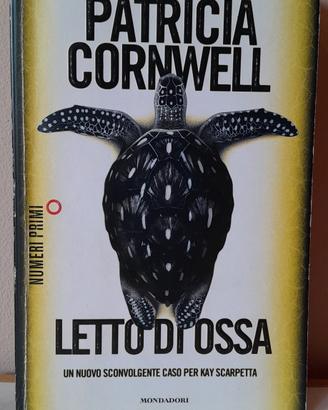 PATRICIA
CORNWELL
NUMERI PRIMI
LETTO DI OSSA
UN NUOVO SCONVOLGENTE CASO PER KAY SCARPETTA
MONDADORI